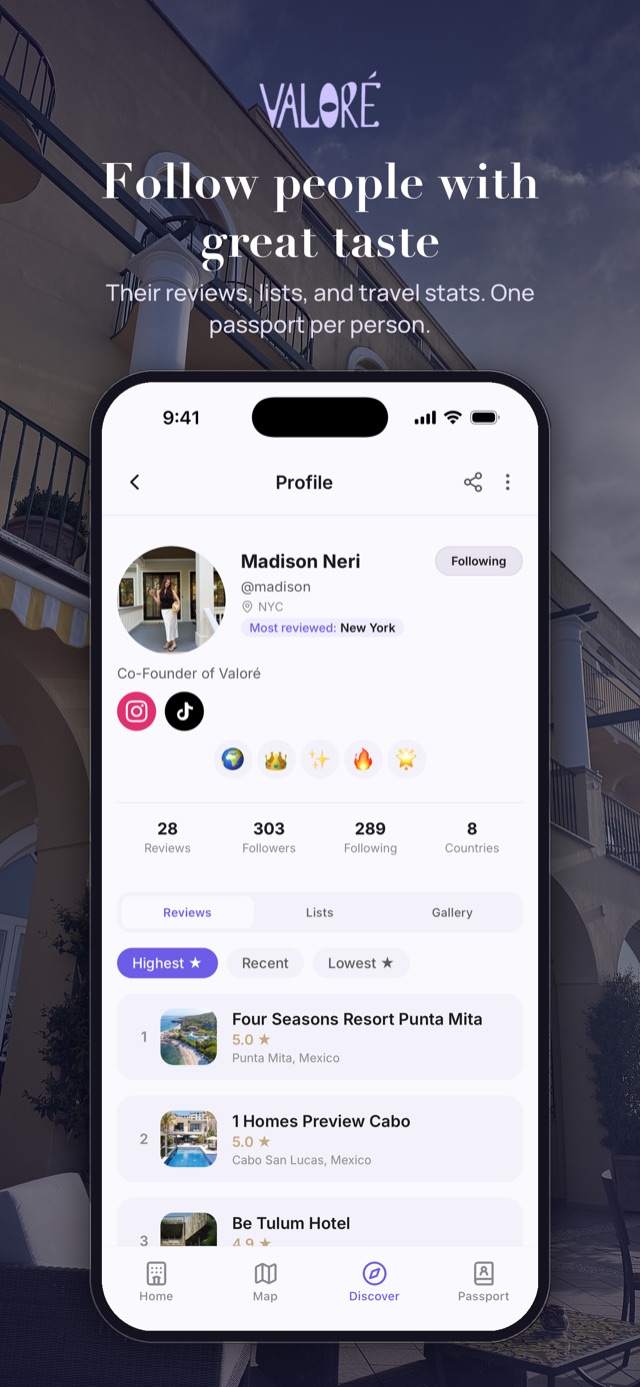 VALORÉ
Follow people with
great taste
Their reviews, lists, and travel stats. One
passport per person.
9:41
Profile
Madison Neri
Following
@madison
NYC
Most reviewed: New York
Co-Founder of Valoré
28
303
289
8
Reviews
Followers
Following
Countries
Reviews
Lists
Gallery
Highest ★
Recent
Lowest ★
1
Four Seasons Resort Punta Mita
5.0 ★
Punta Mita, Mexico
2
1 Homes Preview Cabo
5.0 ★
Cabo San Lucas, Mexico
3
Be Tulum Hotel
4.9 ★
Home
Map
Discover
Passport